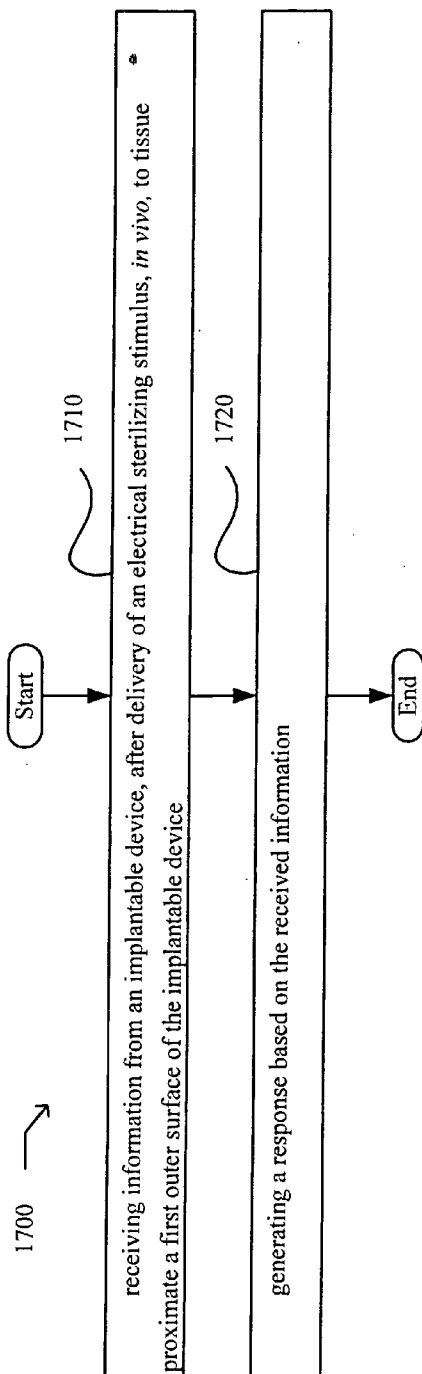 1700
Start
1710
receiving information from an implantable device, after delivery of an electrical sterilizing stimulus, in vivo, to tissue
proximate a first outer surface of the implantable device
1720
generating a response based on the received information
End